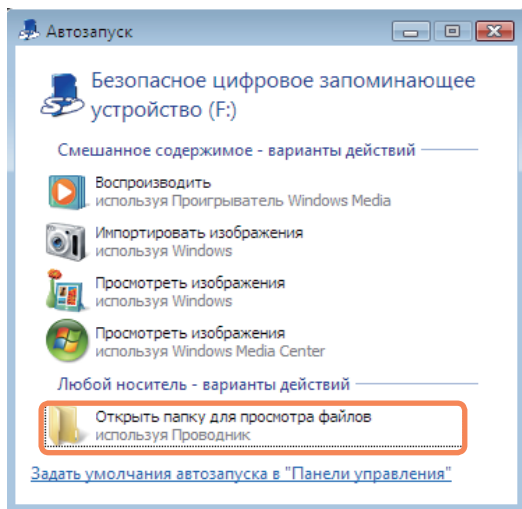 Автозапуск
Безопасное цифровое запоминающее
устройство (F:)
Смешанное содержимое - варианты действий
Воспроизводить
используя Проигрыватель Windows Media
Импортировать изображения
используя Windows
Просмотреть изображения
используя Windows
Просмотреть изображения
используя Windows Media Center
Любой носитель - варианты действий
Открыть папку для просмотра файлов
используя Проводник
Задать умолчания автозапуска в "Панели управления"